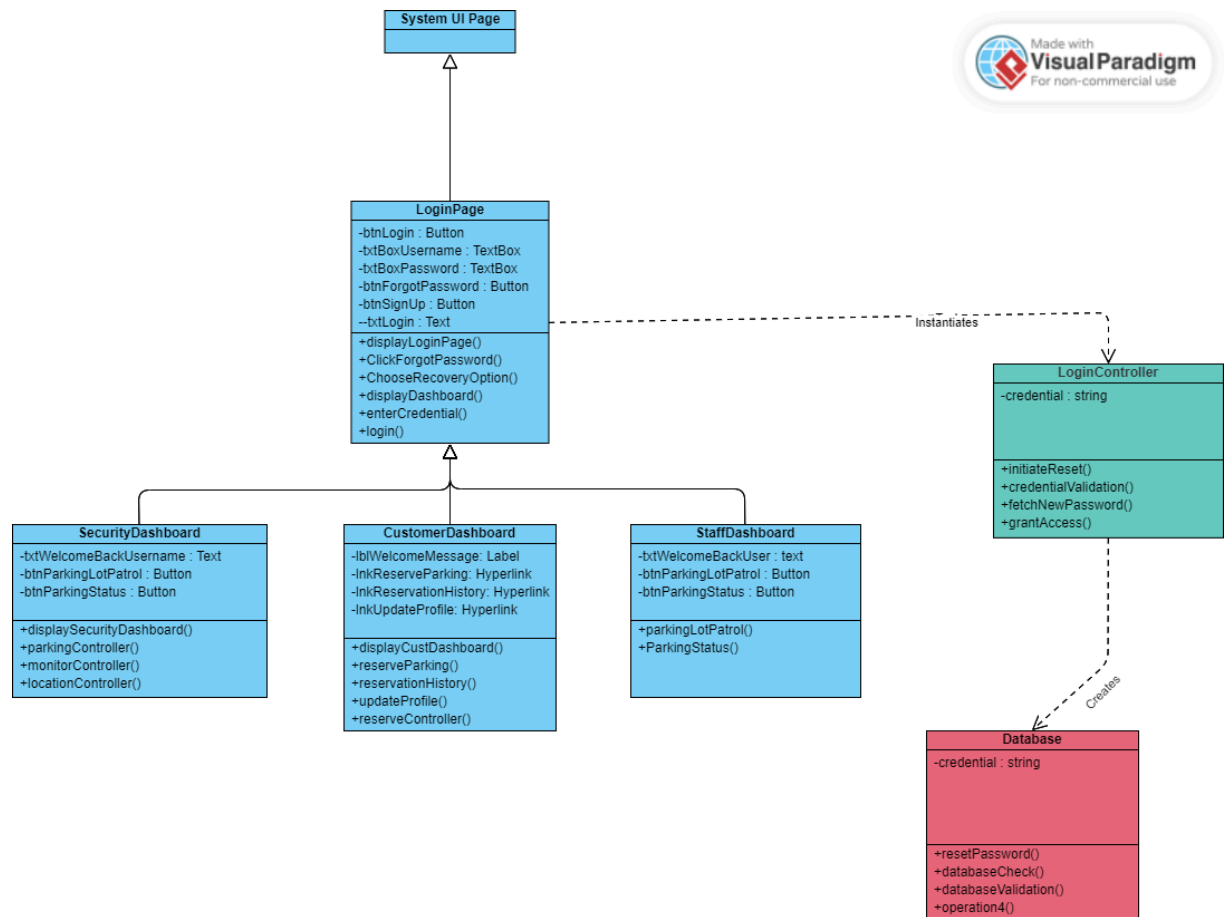 System UI Page
Made with
Visual Paradigm
For non-commercial use
LoginPage
-btnLogin : Button
-txtBoxUsername : TextBox
-txtBoxPassword : TextBox
-btnForgotPassword : Button
-btnSignUp : Button
--txtLogin : Text
+displayLoginPage()
+ClickForgotPassword()
+ChooseRecoveryOption()
+displayDashboard()
+enterCredential()
+login()
Instantiates
LoginController
-credential : string
+initiateReset()
+credentialValidation()
+fetchNewPassword()
+grantAccess()
SecurityDashboard
-txtWelcomeBackUsername : Text
-btnParkingLotPatrol : Button
-btnParkingStatus : Button
+displaySecurityDashboard()
+parkingController()
+monitorController()
+locationController()
CustomerDashboard
-lblWelcomeMessage: Label
-lnkReserveParking: Hyperlink
-lnkReservationHistory: Hyperlink
-lnkUpdateProfile: Hyperlink
+displayCustDashboard()
+reserveParking()
+reservationHistory()
+updateProfile()
+reserveController()
StaffDashboard
-txtWelcomeBackUser : text
-btnParkingLotPatrol : Button
-btnParkingStatus : Button
+parkingLotPatrol()
+ParkingStatus()
Creates
Database
-credential : string
+resetPassword()
+databaseCheck()
+databaseValidation()
+operation4()